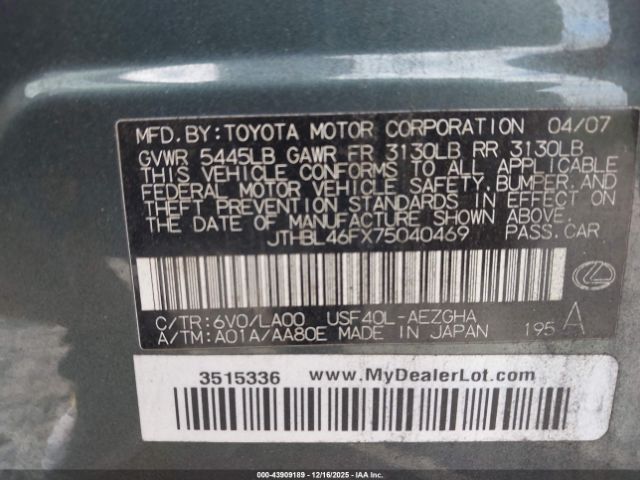 MFD. BY: TOYOTA MOTOR CORPORATION 04/07
GVWR 5445LB GAWR FR 3130LB RR 3130LB
THIS VEHICLE CONFORMS TO ALL APPLICABLE
FEDERAL MOTOR VEHICLE SAFETY, BUMPER, AND
THEFT PREVENTION STANDARDS IN EFFECT ON
THE DATE OF MANUFACTURE SHOWN ABOVE.
JTHBL46FX75040469 PASS. CAR
C/TR: 6V0/LA00 USF40L-AEZGHA
A/TM: A01A/AA80E MADE IN JAPAN 195 A
3515336 www.MyDealerLot.com
000-43909189 - 12/16/2025 - IAA Inc.